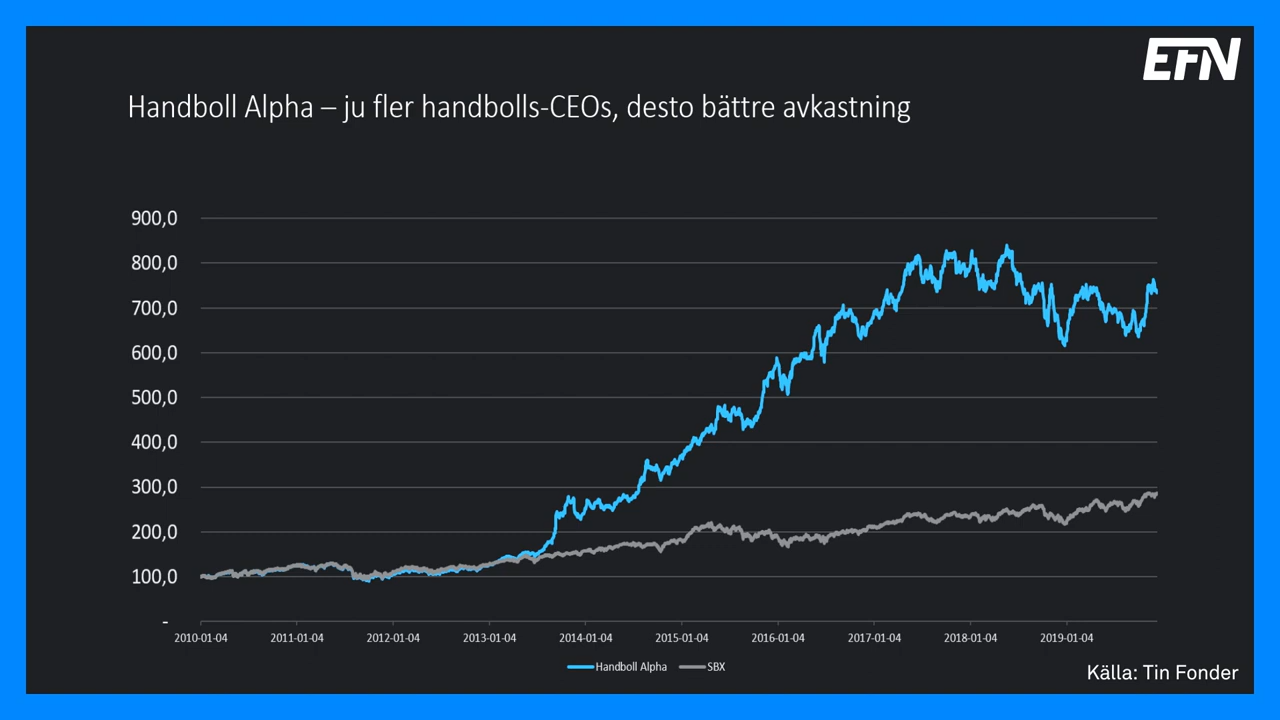 EFN
Handboll Alpha – ju fler handbolls-CEOs, desto bättre avkastning
900,0
800,0
700,0
600,0
500,0
400,0
300,0
200,0
100,0
-
2010-01-04 2011-01-04 2012-01-04 2013-01-04 2014-01-04 2015-01-04 2016-01-04 2017-01-04 2018-01-04 2019-01-04
Handboll Alpha SBX
Källa: Tin Fonder